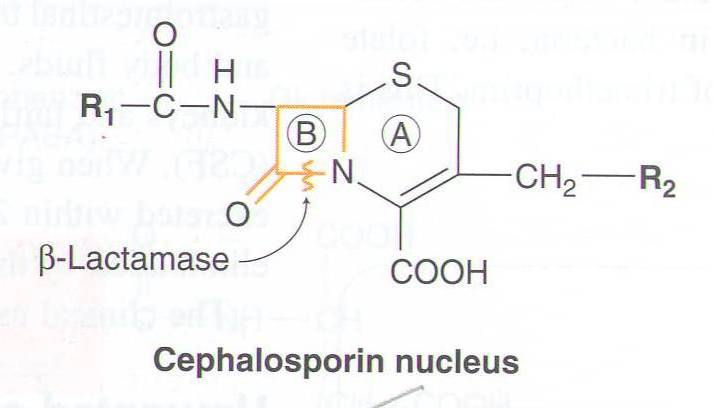 O
H
S
R1—C—N
B
A
N
CH2—R2
O
β-Lactamase
COOH
Cephalosporin nucleus